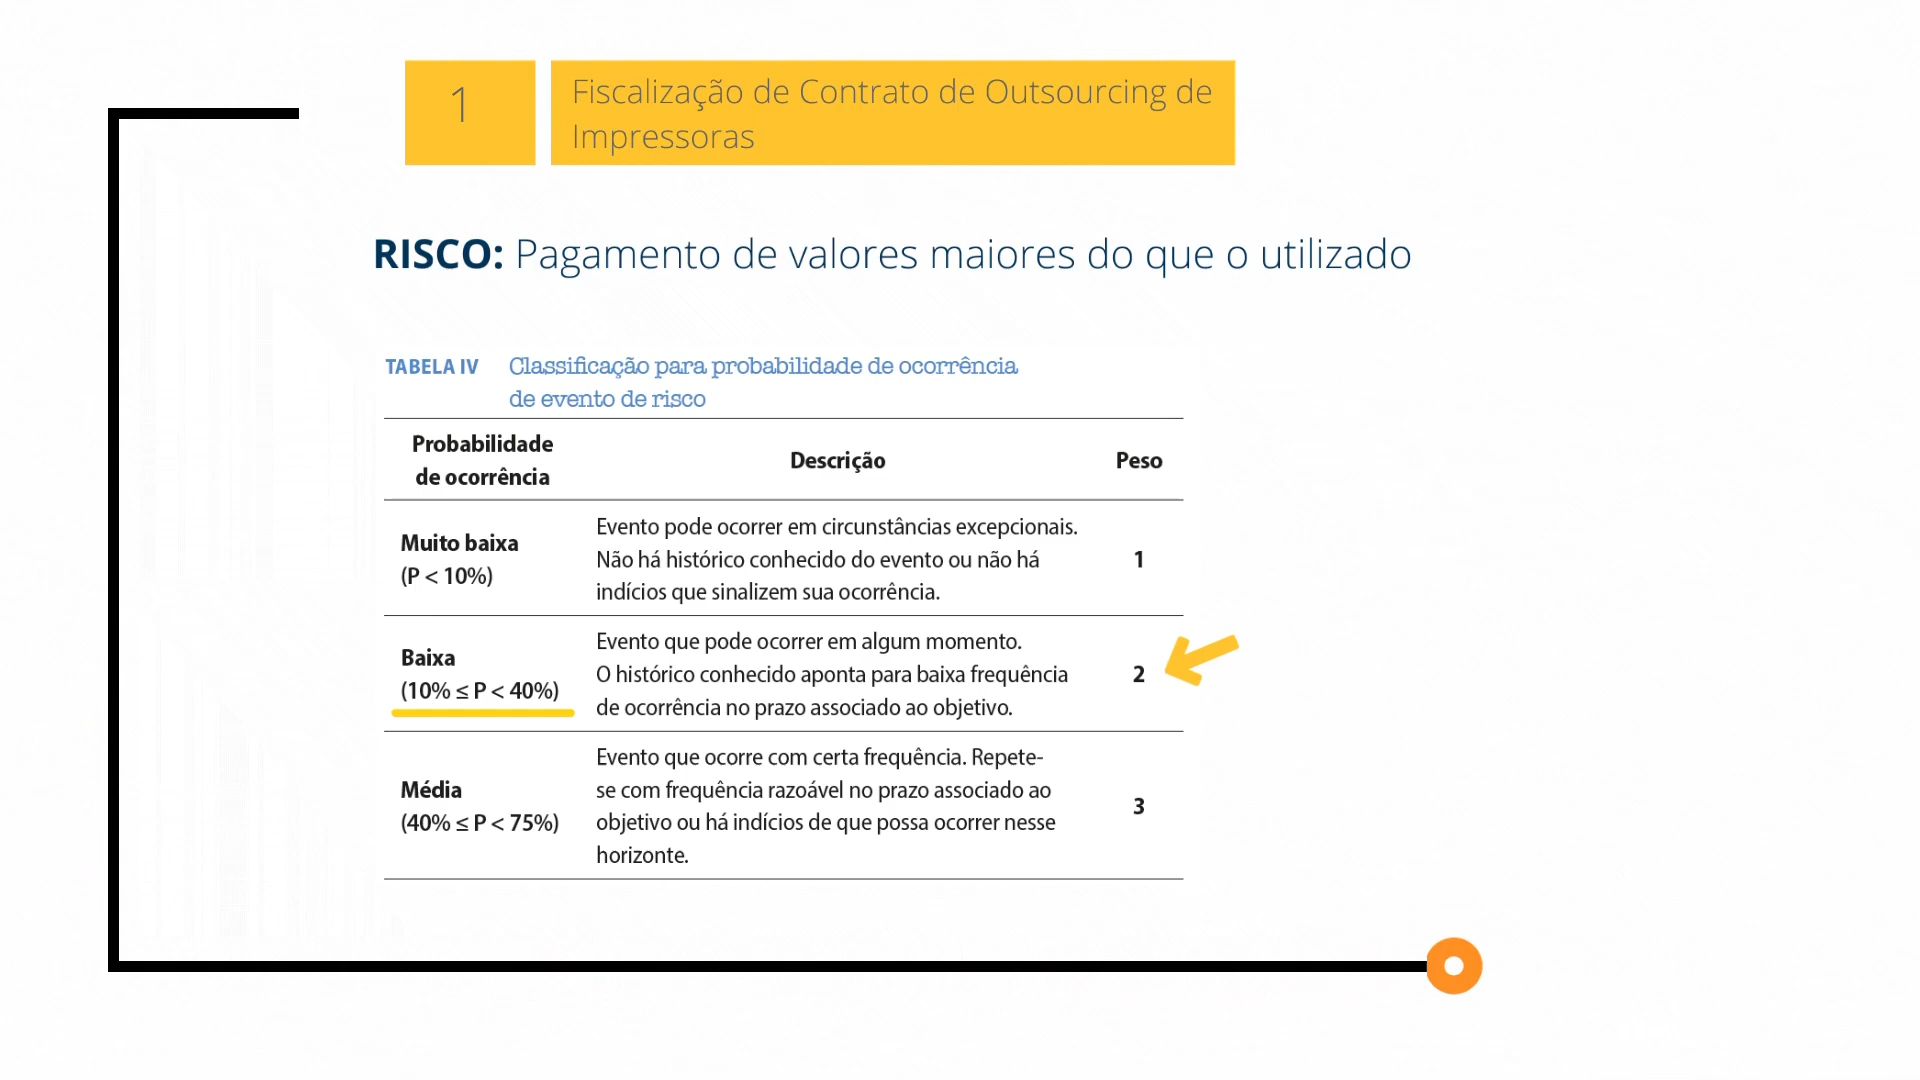 1
Fiscalização de Contrato de Outsourcing de
Impressoras
RISCO: Pagamento de valores maiores do que o utilizado
TABELA IV Classificação para probabilidade de ocorrência
de evento de risco
Probabilidade
de ocorrência
Descrição
Peso
Muito baixa
(P < 10%)
Evento pode ocorrer em circunstâncias excepcionais.
Não há histórico conhecido do evento ou não há
indícios que sinalizem sua ocorrência.
1
Baixa
(10% ≤ P < 40%)
Evento que pode ocorrer em algum momento.
O histórico conhecido aponta para baixa frequência
de ocorrência no prazo associado ao objetivo.
2
Média
(40% ≤ P < 75%)
Evento que ocorre com certa frequência. Repete-
se com frequência razoável no prazo associado ao
objetivo ou há indícios de que possa ocorrer nesse
horizonte.
3